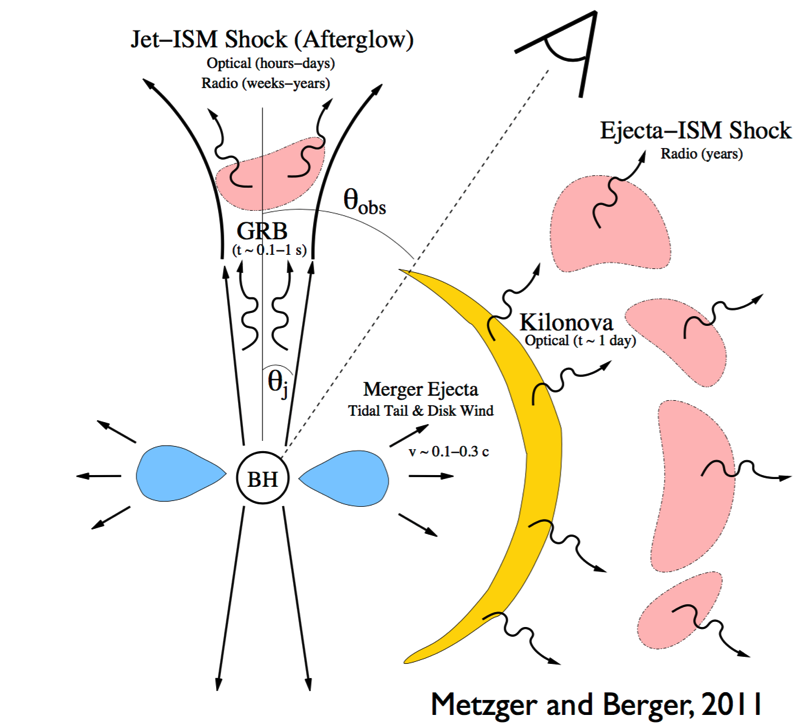 Jet–ISM Shock (Afterglow)
Optical (hours–days)
Radio (weeks–years)
Ejecta–ISM Shock
Radio (years)
θobs
GRB
(t ~ 0.1–1 s)
Kilonova
Optical (t ~ 1 day)
θj
Merger Ejecta
Tidal Tail & Disk Wind
v ~ 0.1–0.3 c
BH
Metzger and Berger, 2011